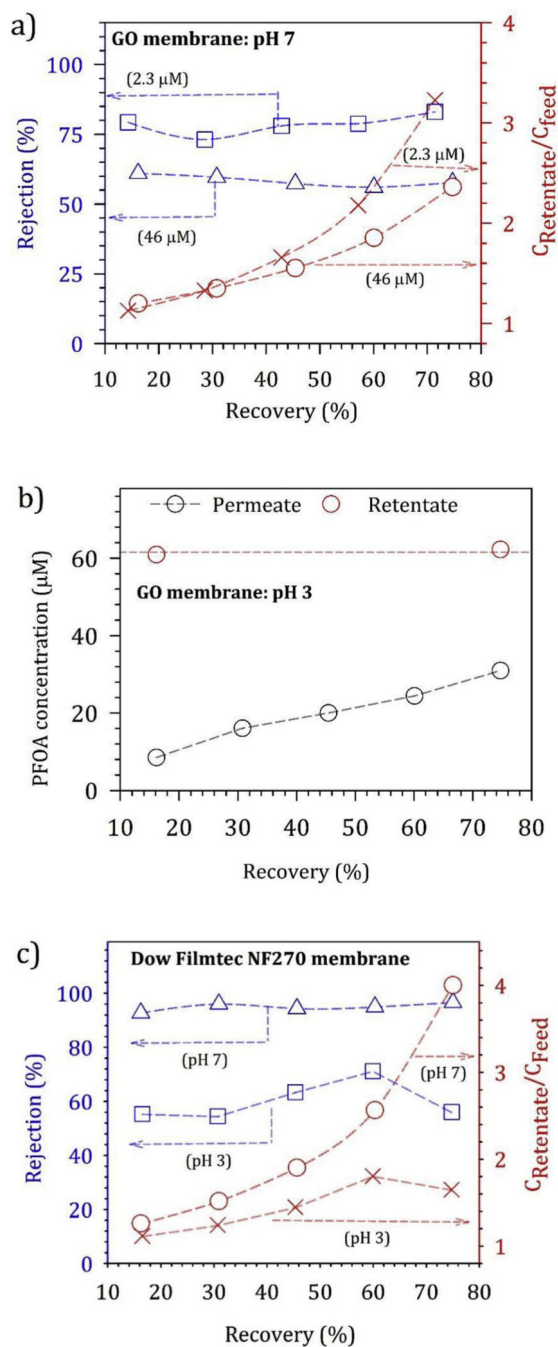 a)
GO membrane: pH 7
(2.3 µM)
(46 µM)
(2.3 µM)
(46 µM)
Rejection (%)
0
25
50
75
100
C_Retentate/C_feed
1
2
3
4
10 20 30 40 50 60 70 80
Recovery (%)
b)
Permeate Retentate
GO membrane: pH 3
PFOA concentration (µM)
0
20
40
60
10 20 30 40 50 60 70 80
Recovery (%)
c)
Dow Filmtec NF270 membrane
(pH 7)
(pH 7)
(pH 3)
(pH 3)
Rejection (%)
0
20
40
60
80
100
C_Retentate/C_Feed
1
2
3
4
10 20 30 40 50 60 70 80
Recovery (%)